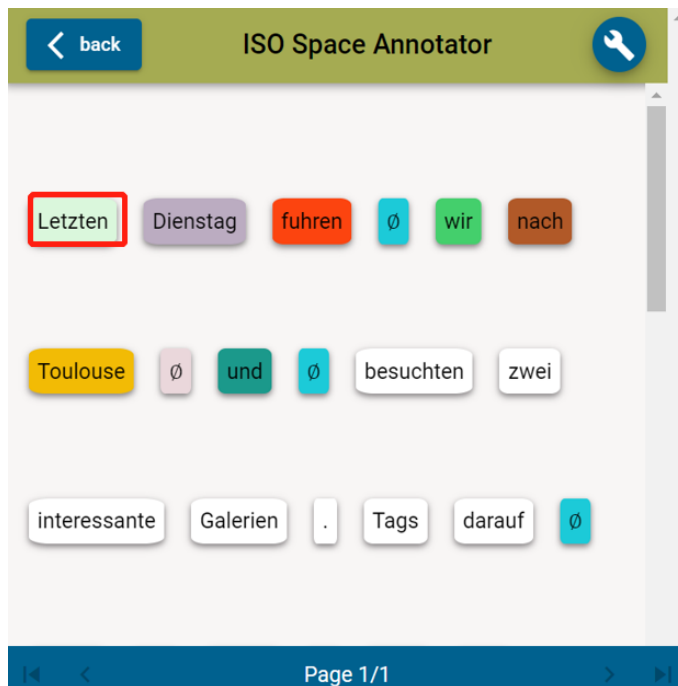 back ISO Space Annotator
Letzten Dienstag fuhren Ø wir nach
Toulouse Ø und Ø besuchten zwei
interessante Galerien . Tags darauf Ø
Page 1/1